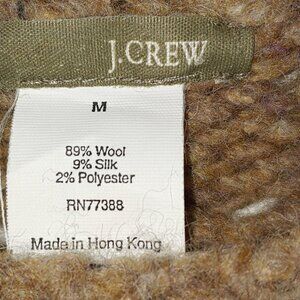 J.CREW
M
89% Wool
9% Silk
2% Polyester
RN77388
Made in Hong Kong